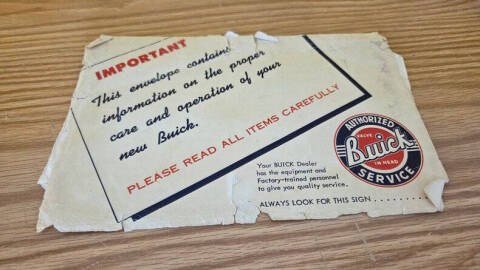 IMPORTANT
This envelope contains
information on the proper
care and operation of your
new Buick.
PLEASE READ ALL ITEMS CAREFULLY
Your BUICK Dealer
has the equipment and
Factory-trained personnel
to give you quality service.
ALWAYS LOOK FOR THIS SIGN . . . . . . . .
AUTHORIZED
VALVE
Buick
IN HEAD
SERVICE